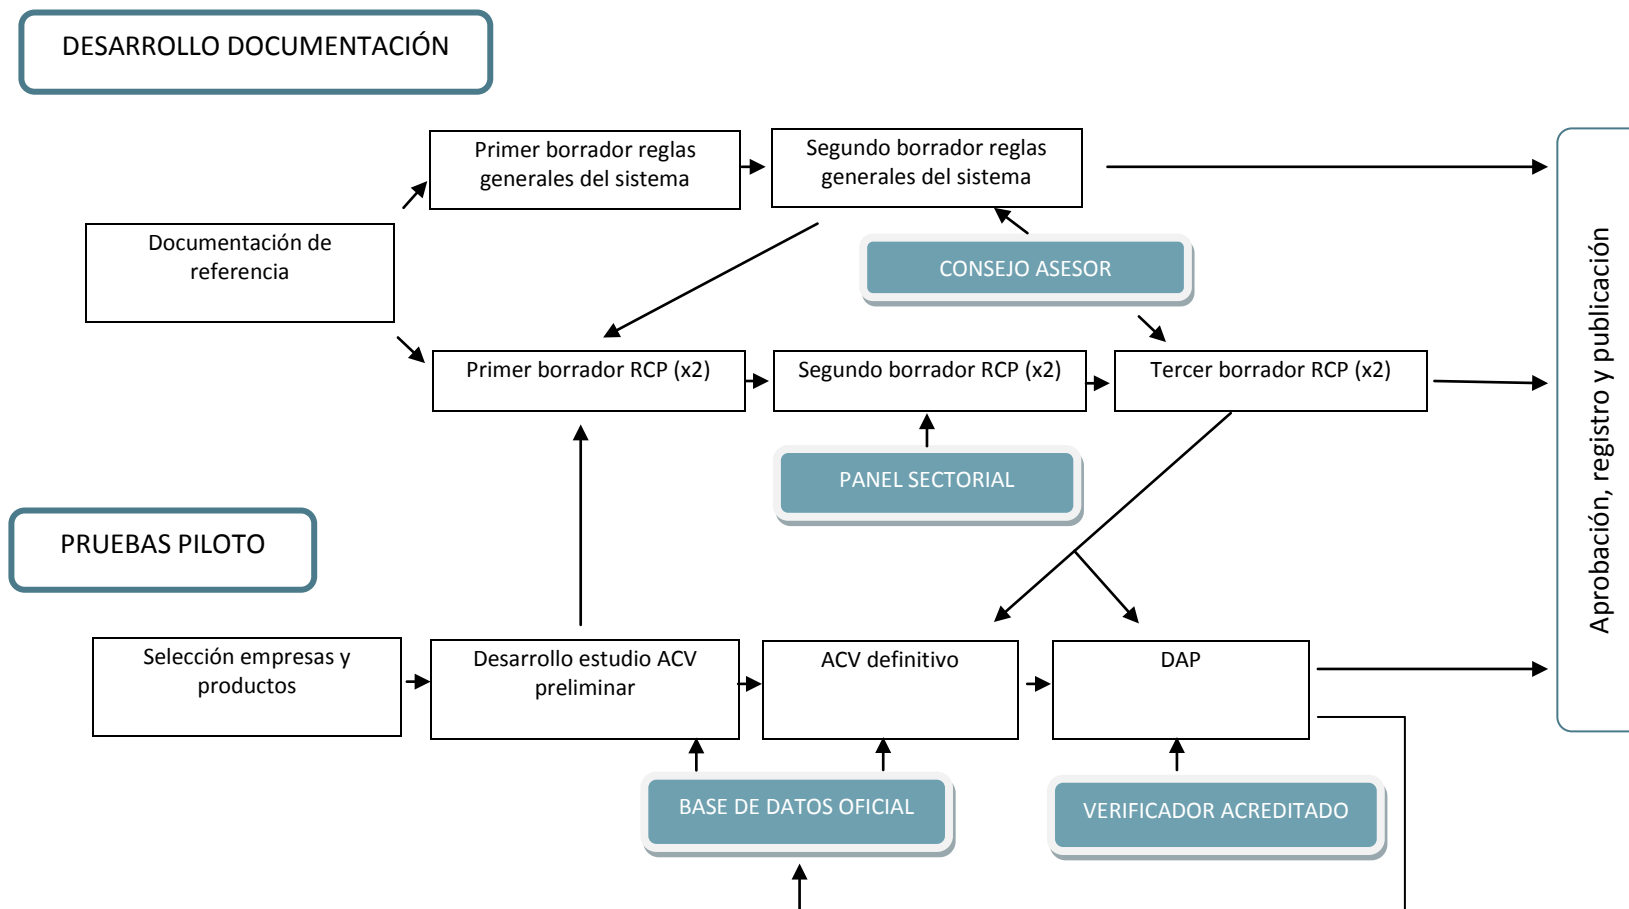 DESARROLLO DOCUMENTACIÓN
Primer borrador reglas
generales del sistema
Segundo borrador reglas
generales del sistema
Documentación de
referencia
CONSEJO ASESOR
Primer borrador RCP (x2)
Segundo borrador RCP (x2)
Tercer borrador RCP (x2)
PANEL SECTORIAL
Aprobación, registro y publicación
PRUEBAS PILOTO
Selección empresas y
productos
Desarrollo estudio ACV
preliminar
ACV definitivo
DAP
BASE DE DATOS OFICIAL
VERIFICADOR ACREDITADO